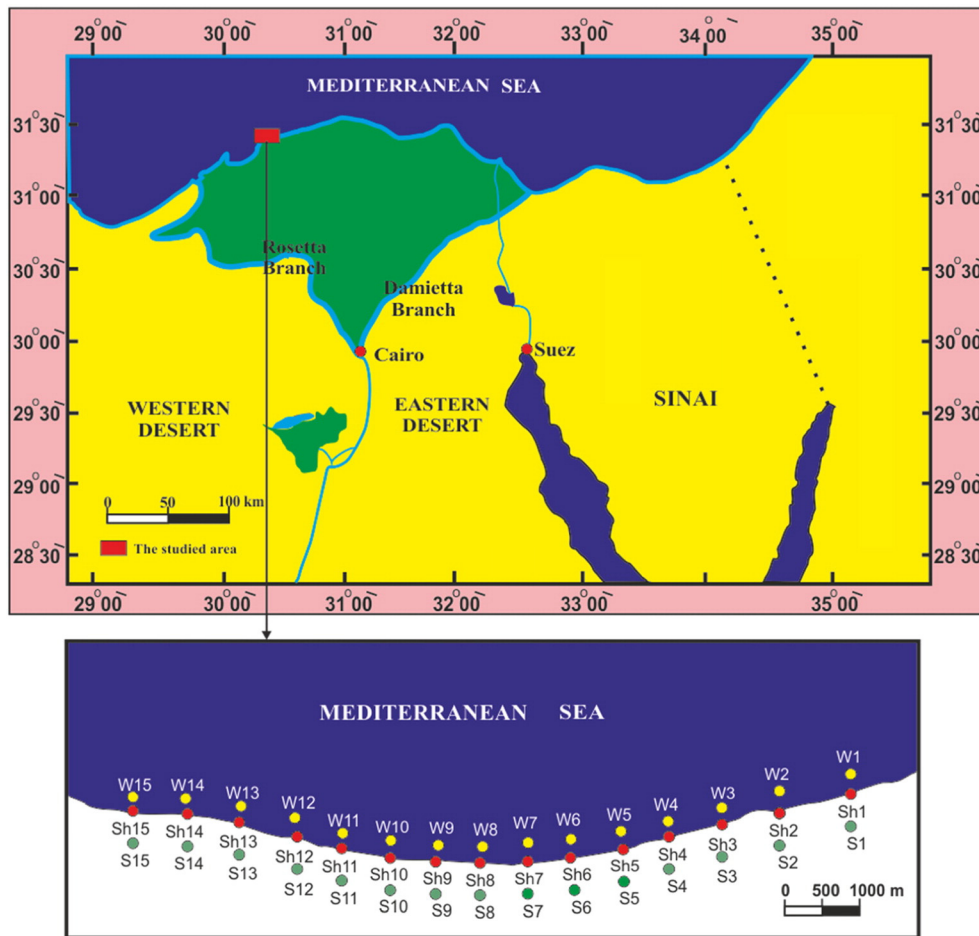 29°00' 30°00' 31°00' 32°00' 33°00' 34°00' 35°00'
MEDITERRANEAN SEA
31°30' 31°30'
31°00' 31°00'
Rosetta
Branch
30°30' 30°30'
Damietta
Branch
30°00' 30°00'
Cairo
Suez
WESTERN
DESERT
EASTERN
DESERT
SINAI
29°30' 29°30'
29°00' 29°00'
0 50 100 km
The studied area
28°30' 28°30'
29°00' 30°00' 31°00' 32°00' 33°00' 34°00' 35°00'
MEDITERRANEAN SEA
W15 W14 W13 W12 W11 W10 W9 W8 W7 W6 W5 W4 W3 W2 W1
Sh15 Sh14 Sh13 Sh12 Sh11 Sh10 Sh9 Sh8 Sh7 Sh6 Sh5 Sh4 Sh3 Sh2 Sh1
S15 S14 S13 S12 S11 S10 S9 S8 S7 S6 S5 S4 S3 S2 S1
0 500 1000 m